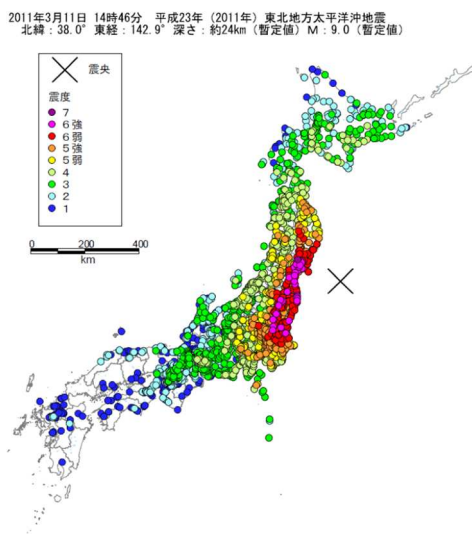 2011年3月11日 14時46分 平成23年（2011年）東北地方太平洋沖地震
北緯：38.0° 東経：142.9° 深さ：約24km（暫定値）M：9.0（暫定値）
震央
震度
7
6強
6弱
5強
5弱
4
3
2
1
0 200 400
km